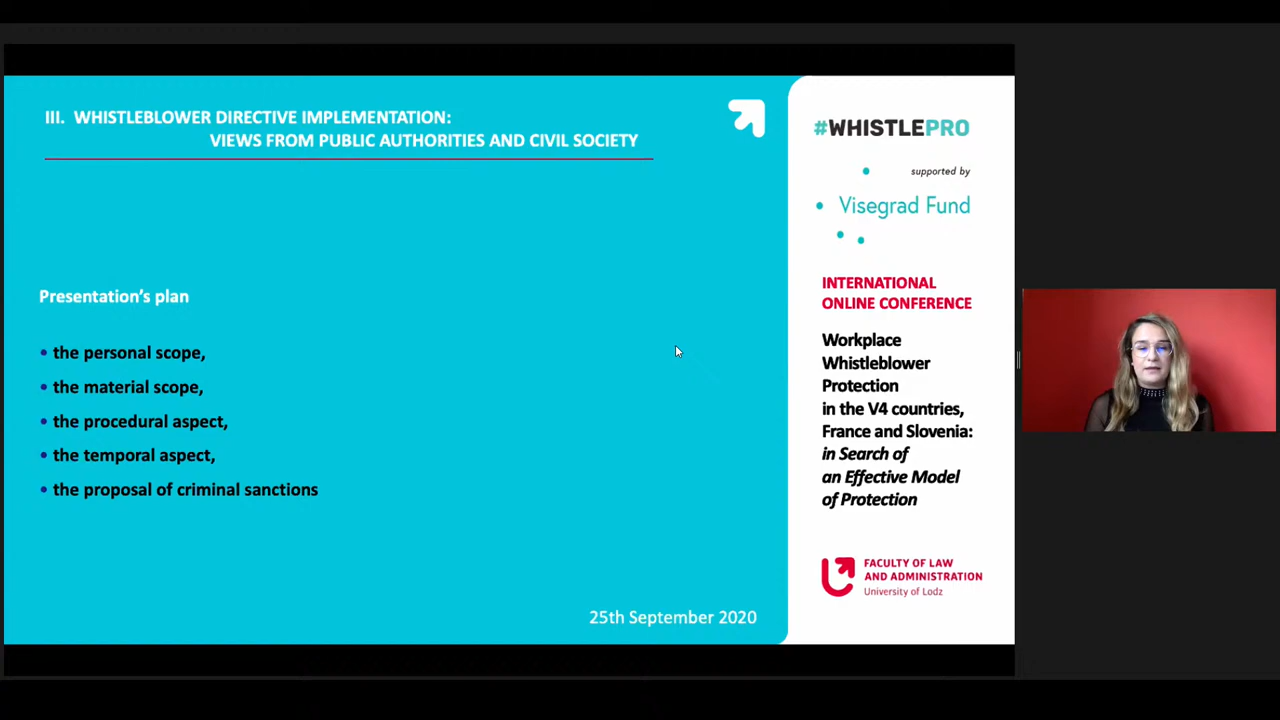 III. WHISTLEBLOWER DIRECTIVE IMPLEMENTATION:
VIEWS FROM PUBLIC AUTHORITIES AND CIVIL SOCIETY
Presentation’s plan
• the personal scope,
• the material scope,
• the procedural aspect,
• the temporal aspect,
• the proposal of criminal sanctions
25th September 2020
#WHISTLEPRO
supported by
Visegrad Fund
INTERNATIONAL
ONLINE CONFERENCE
Workplace
Whistleblower
Protection
in the V4 countries,
France and Slovenia:
in Search of
an Effective Model
of Protection
FACULTY OF LAW
AND ADMINISTRATION
University of Lodz